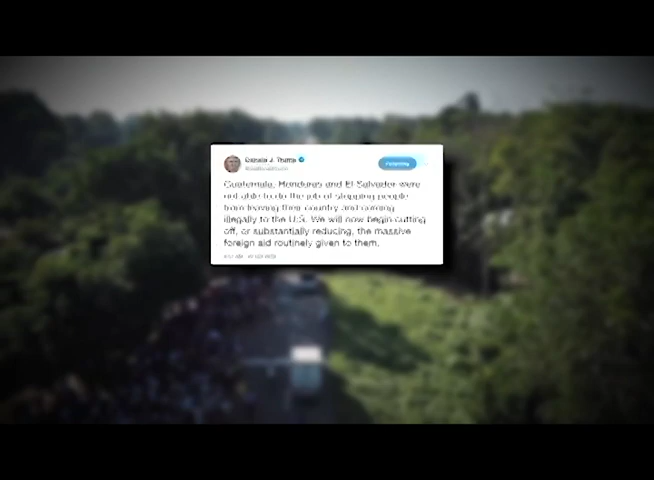 Donald J. Trump
Following
Guatemala, Honduras and El Salvador were
not able to do the job of stopping people
from leaving their country and coming
illegally to the U.S. We will now begin cutting
off, or substantially reducing, the massive
foreign aid routinely given to them.